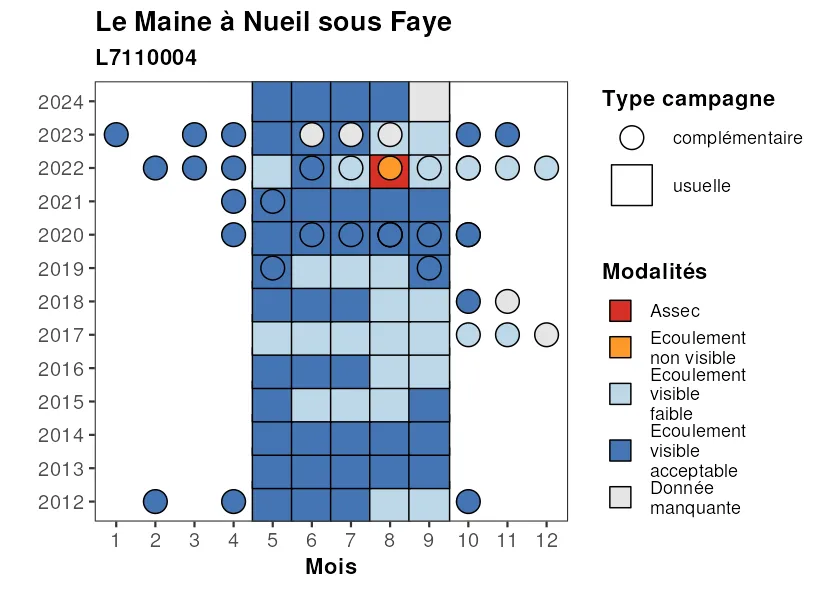 Le Maine à Nueil sous Faye
L7110004
2024
2023
2022
2021
2020
2019
2018
2017
2016
2015
2014
2013
2012
1 2 3 4 5 6 7 8 9 10 11 12
Mois
Type campagne
complémentaire
usuelle
Modalités
Assec
Ecoulement
non visible
Ecoulement
visible
faible
Ecoulement
visible
acceptable
Donnée
manquante